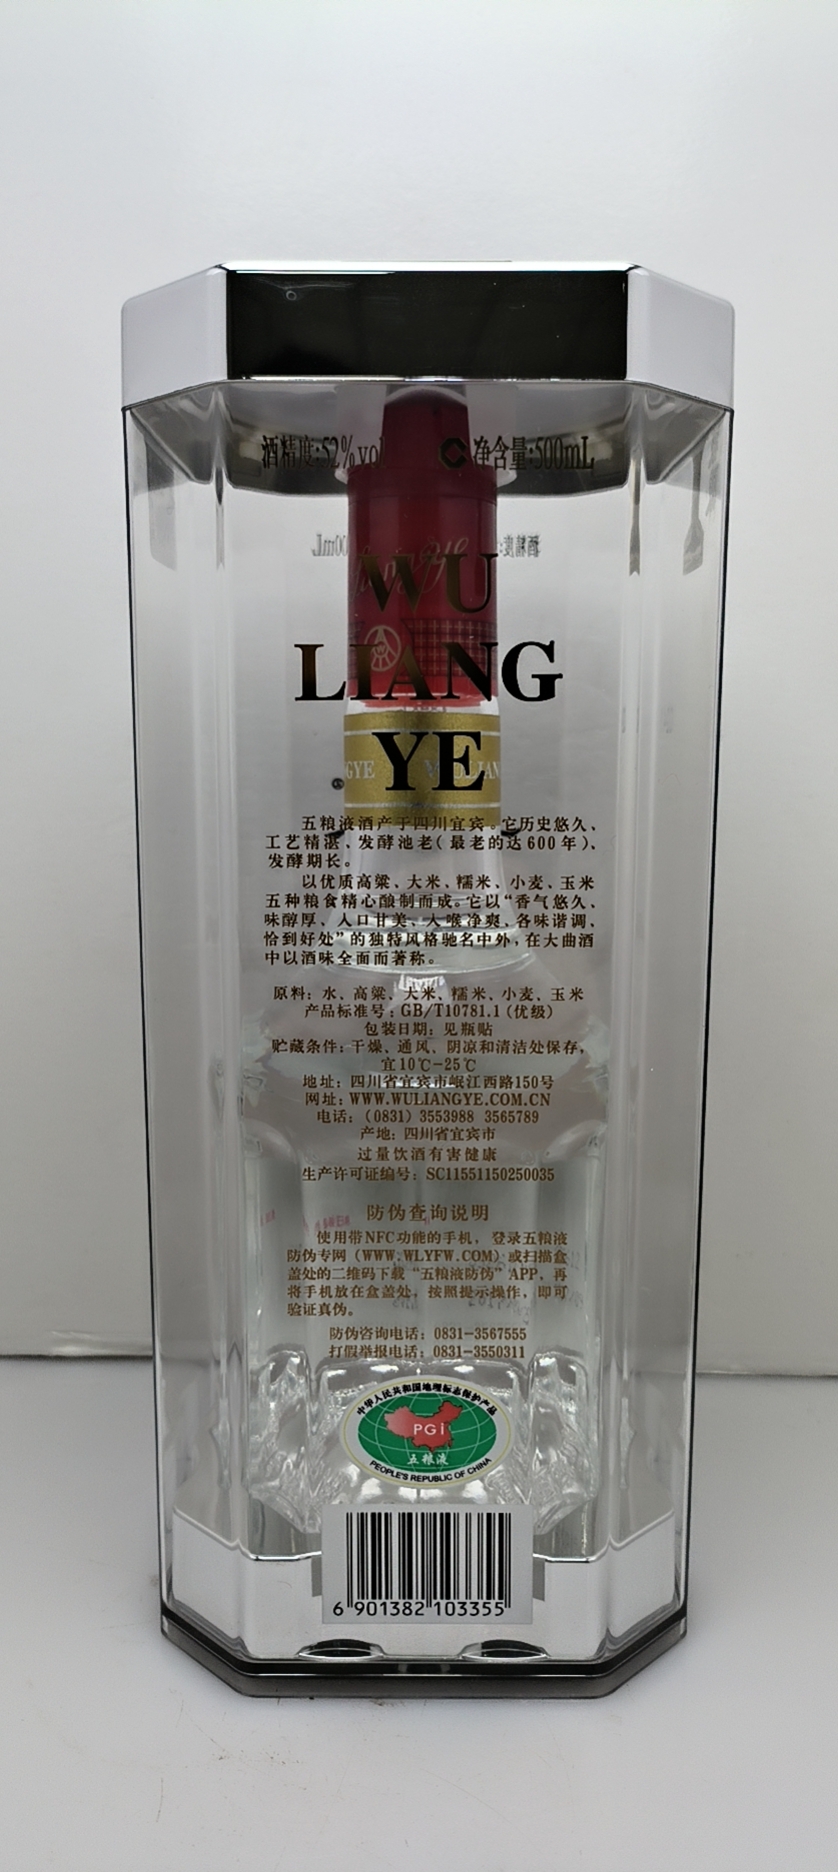 酒精度:52%vol 净含量:500mL
WU
LIANG
YE
五粮液酒产于四川宜宾。它历史悠久、
工艺精湛、发酵池老(最老的达600年)、
发酵期长。
以优质高粱、大米、糯米、小麦、玉米
五种粮食精心酿制而成。它以“香气悠久、
味醇厚、入口甘美、入喉净爽、各味谐调、
恰到好处”的独特风格驰名中外,在大曲酒
中以酒味全面而著称。
原料: 水、高粱、大米、糯米、小麦、玉米
产品标准号: GB/T10781.1 (优级)
包装日期: 见瓶贴
贮藏条件: 干燥、通风、阴凉和清洁处保存,
宜10℃-25℃
地址: 四川省宜宾市岷江西路150号
网址: WWW.WULIANGYE.COM.CN
电话: (0831) 3553988 3565789
产地: 四川省宜宾市
过量饮酒有害健康
生产许可证编号: SC11551150250035
防伪查询说明
使用带NFC功能的手机, 登录五粮液
防伪专网 (WWW.WLYFW.COM) 或扫描盒
盖处的二维码下载 “五粮液防伪” APP, 再
将手机放在盒盖处, 按照提示操作, 即可
验证真伪。
防伪咨询电话: 0831-3567555
打假举报电话: 0831-3550311
中华人民共和国地理标志保护产品
PGI
五粮液
PEOPLE'S REPUBLIC OF CHINA
6 901382 103355